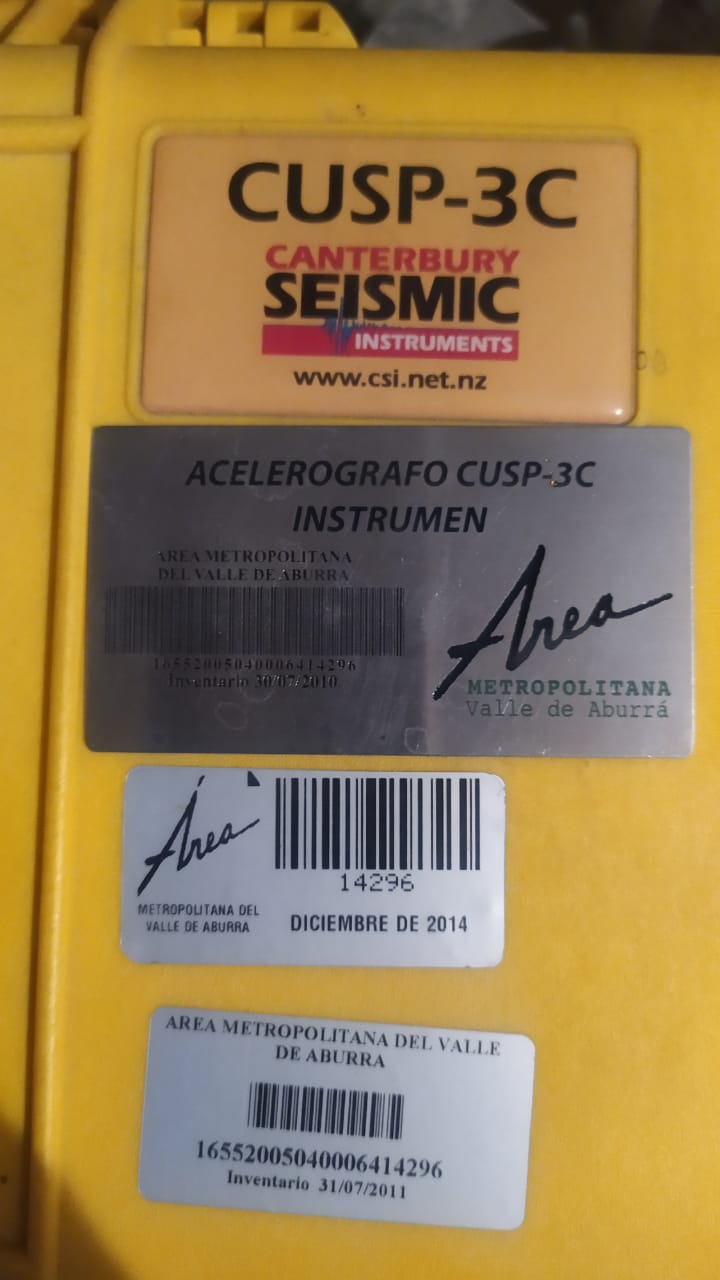 CUSP-3C
CANTERBURY
SEISMIC
INSTRUMENTS
www.csi.net.nz
ACELEROGRAFO CUSP-3C
INSTRUMEN
AREA METROPOLITANA
DEL VALLE DE ABURRA
16552005040006414296
Inventario 30/07/2010
Área
METROPOLITANA
Valle de Aburrá
Área
METROPOLITANA DEL
VALLE DE ABURRA
14296
DICIEMBRE DE 2014
AREA METROPOLITANA DEL VALLE
DE ABURRA
16552005040006414296
Inventario 31/07/2011